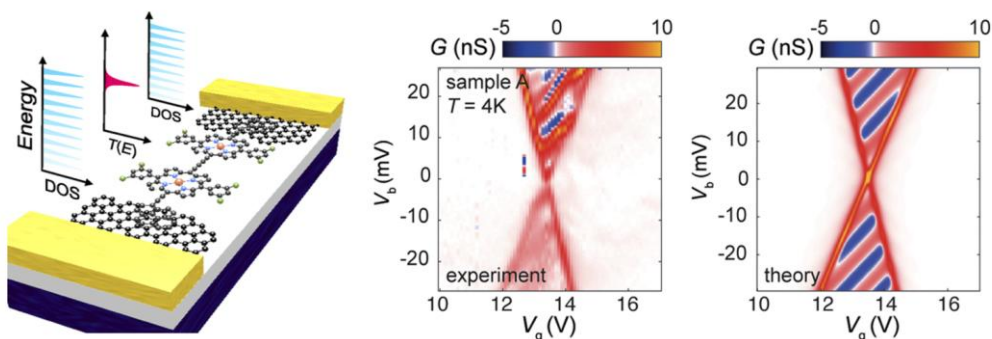 Energy
DOS
T(E)
DOS
-5 0 10
G (nS)
sample A
T = 4K
20
10
0
-10
-20
V_b (mV)
experiment
10 12 14 16
V_g (V)
-5 0 10
G (nS)
20
10
0
-10
-20
V_b (mV)
theory
10 12 14 16
V_g (V)